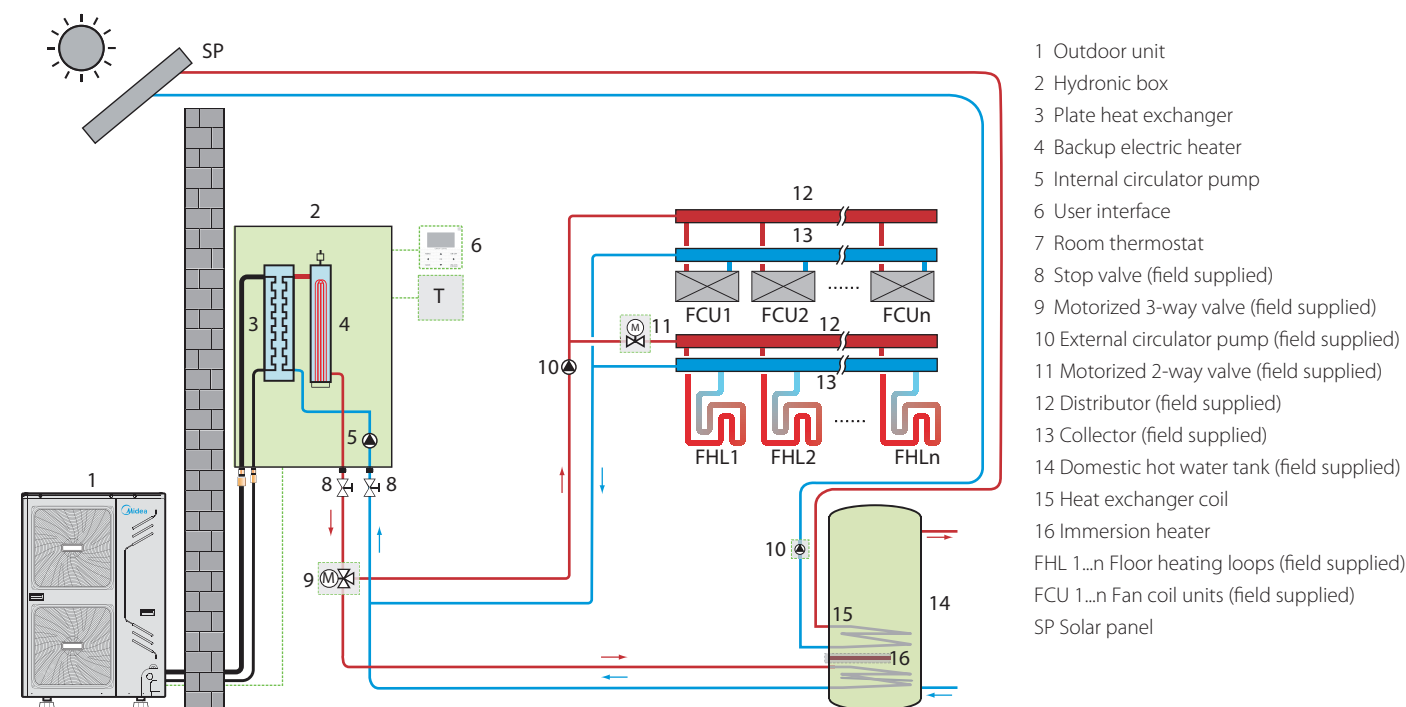 SP
2
6
T
3
4
5
8
8
1
Midea
9
M
10
M
11
12
13
FCU1
FCU2
......
FCUn
12
13
FHL1
FHL2
......
FHLn
10
14
15
16
1 Outdoor unit
2 Hydronic box
3 Plate heat exchanger
4 Backup electric heater
5 Internal circulator pump
6 User interface
7 Room thermostat
8 Stop valve (field supplied)
9 Motorized 3-way valve (field supplied)
10 External circulator pump (field supplied)
11 Motorized 2-way valve (field supplied)
12 Distributor (field supplied)
13 Collector (field supplied)
14 Domestic hot water tank (field supplied)
15 Heat exchanger coil
16 Immersion heater
FHL 1...n Floor heating loops (field supplied)
FCU 1...n Fan coil units (field supplied)
SP Solar panel